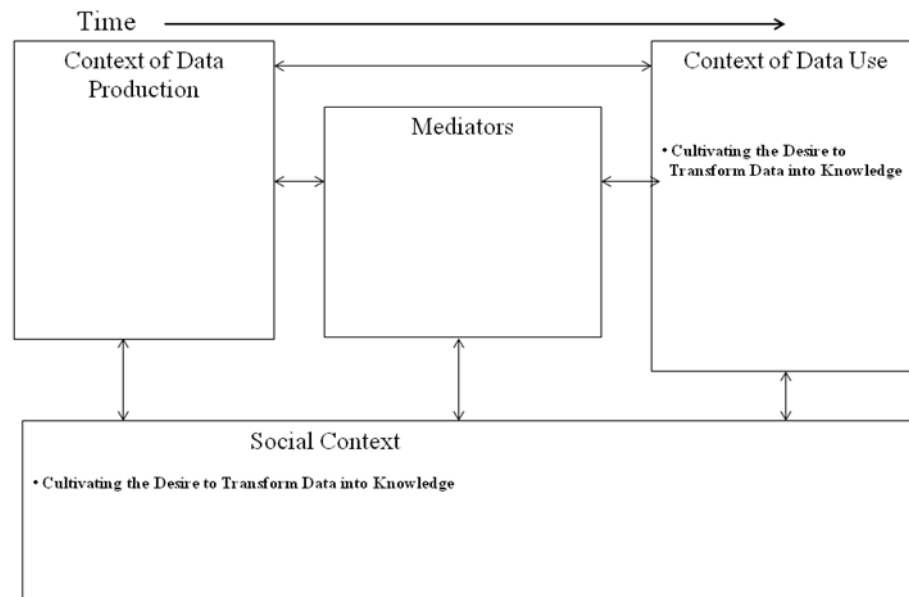 Time
Context of Data
Production
Mediators
Context of Data Use
• Cultivating the Desire to
Transform Data into Knowledge
Social Context
• Cultivating the Desire to Transform Data into Knowledge